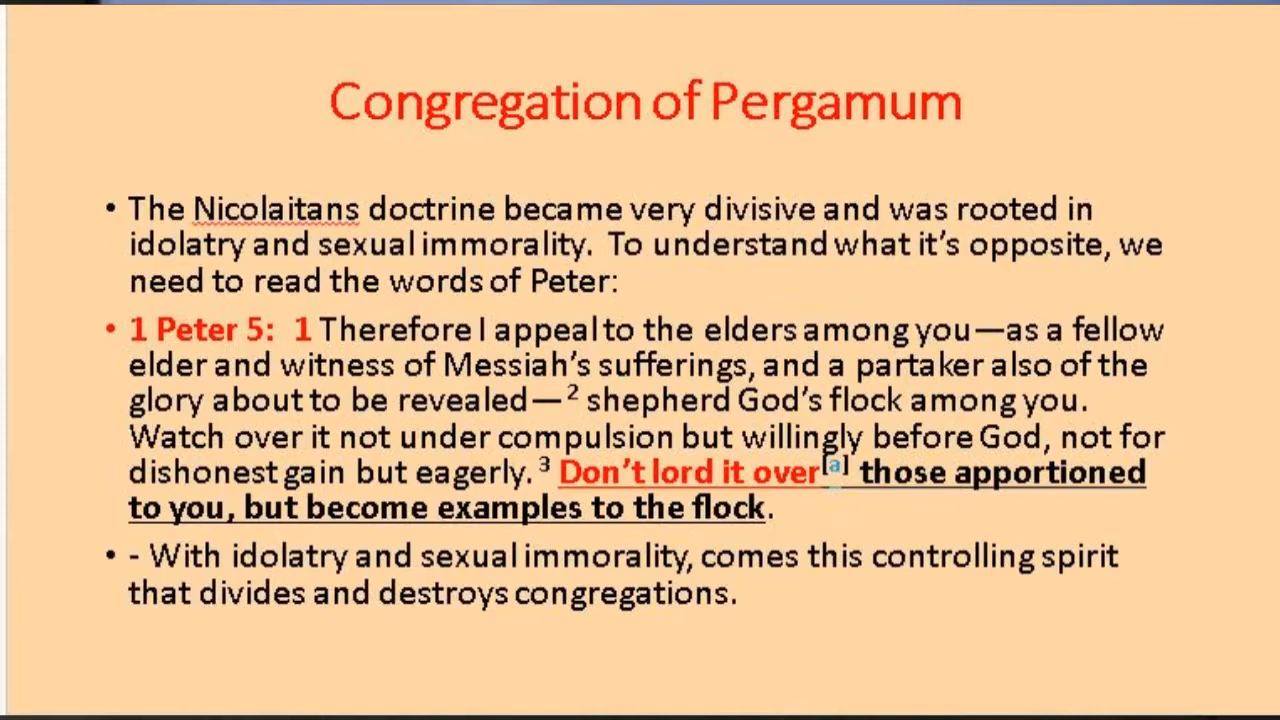 Congregation of Pergamum
• The Nicolaitans doctrine became very divisive and was rooted in
idolatry and sexual immorality. To understand what it's opposite, we
need to read the words of Peter:
• 1 Peter 5: 1 Therefore I appeal to the elders among you—as a fellow
elder and witness of Messiah's sufferings, and a partaker also of the
glory about to be revealed—² shepherd God's flock among you.
Watch over it not under compulsion but willingly before God, not for
dishonest gain but eagerly. ³ Don't lord it over[a] those apportioned
to you, but become examples to the flock.
• - With idolatry and sexual immorality, comes this controlling spirit
that divides and destroys congregations.